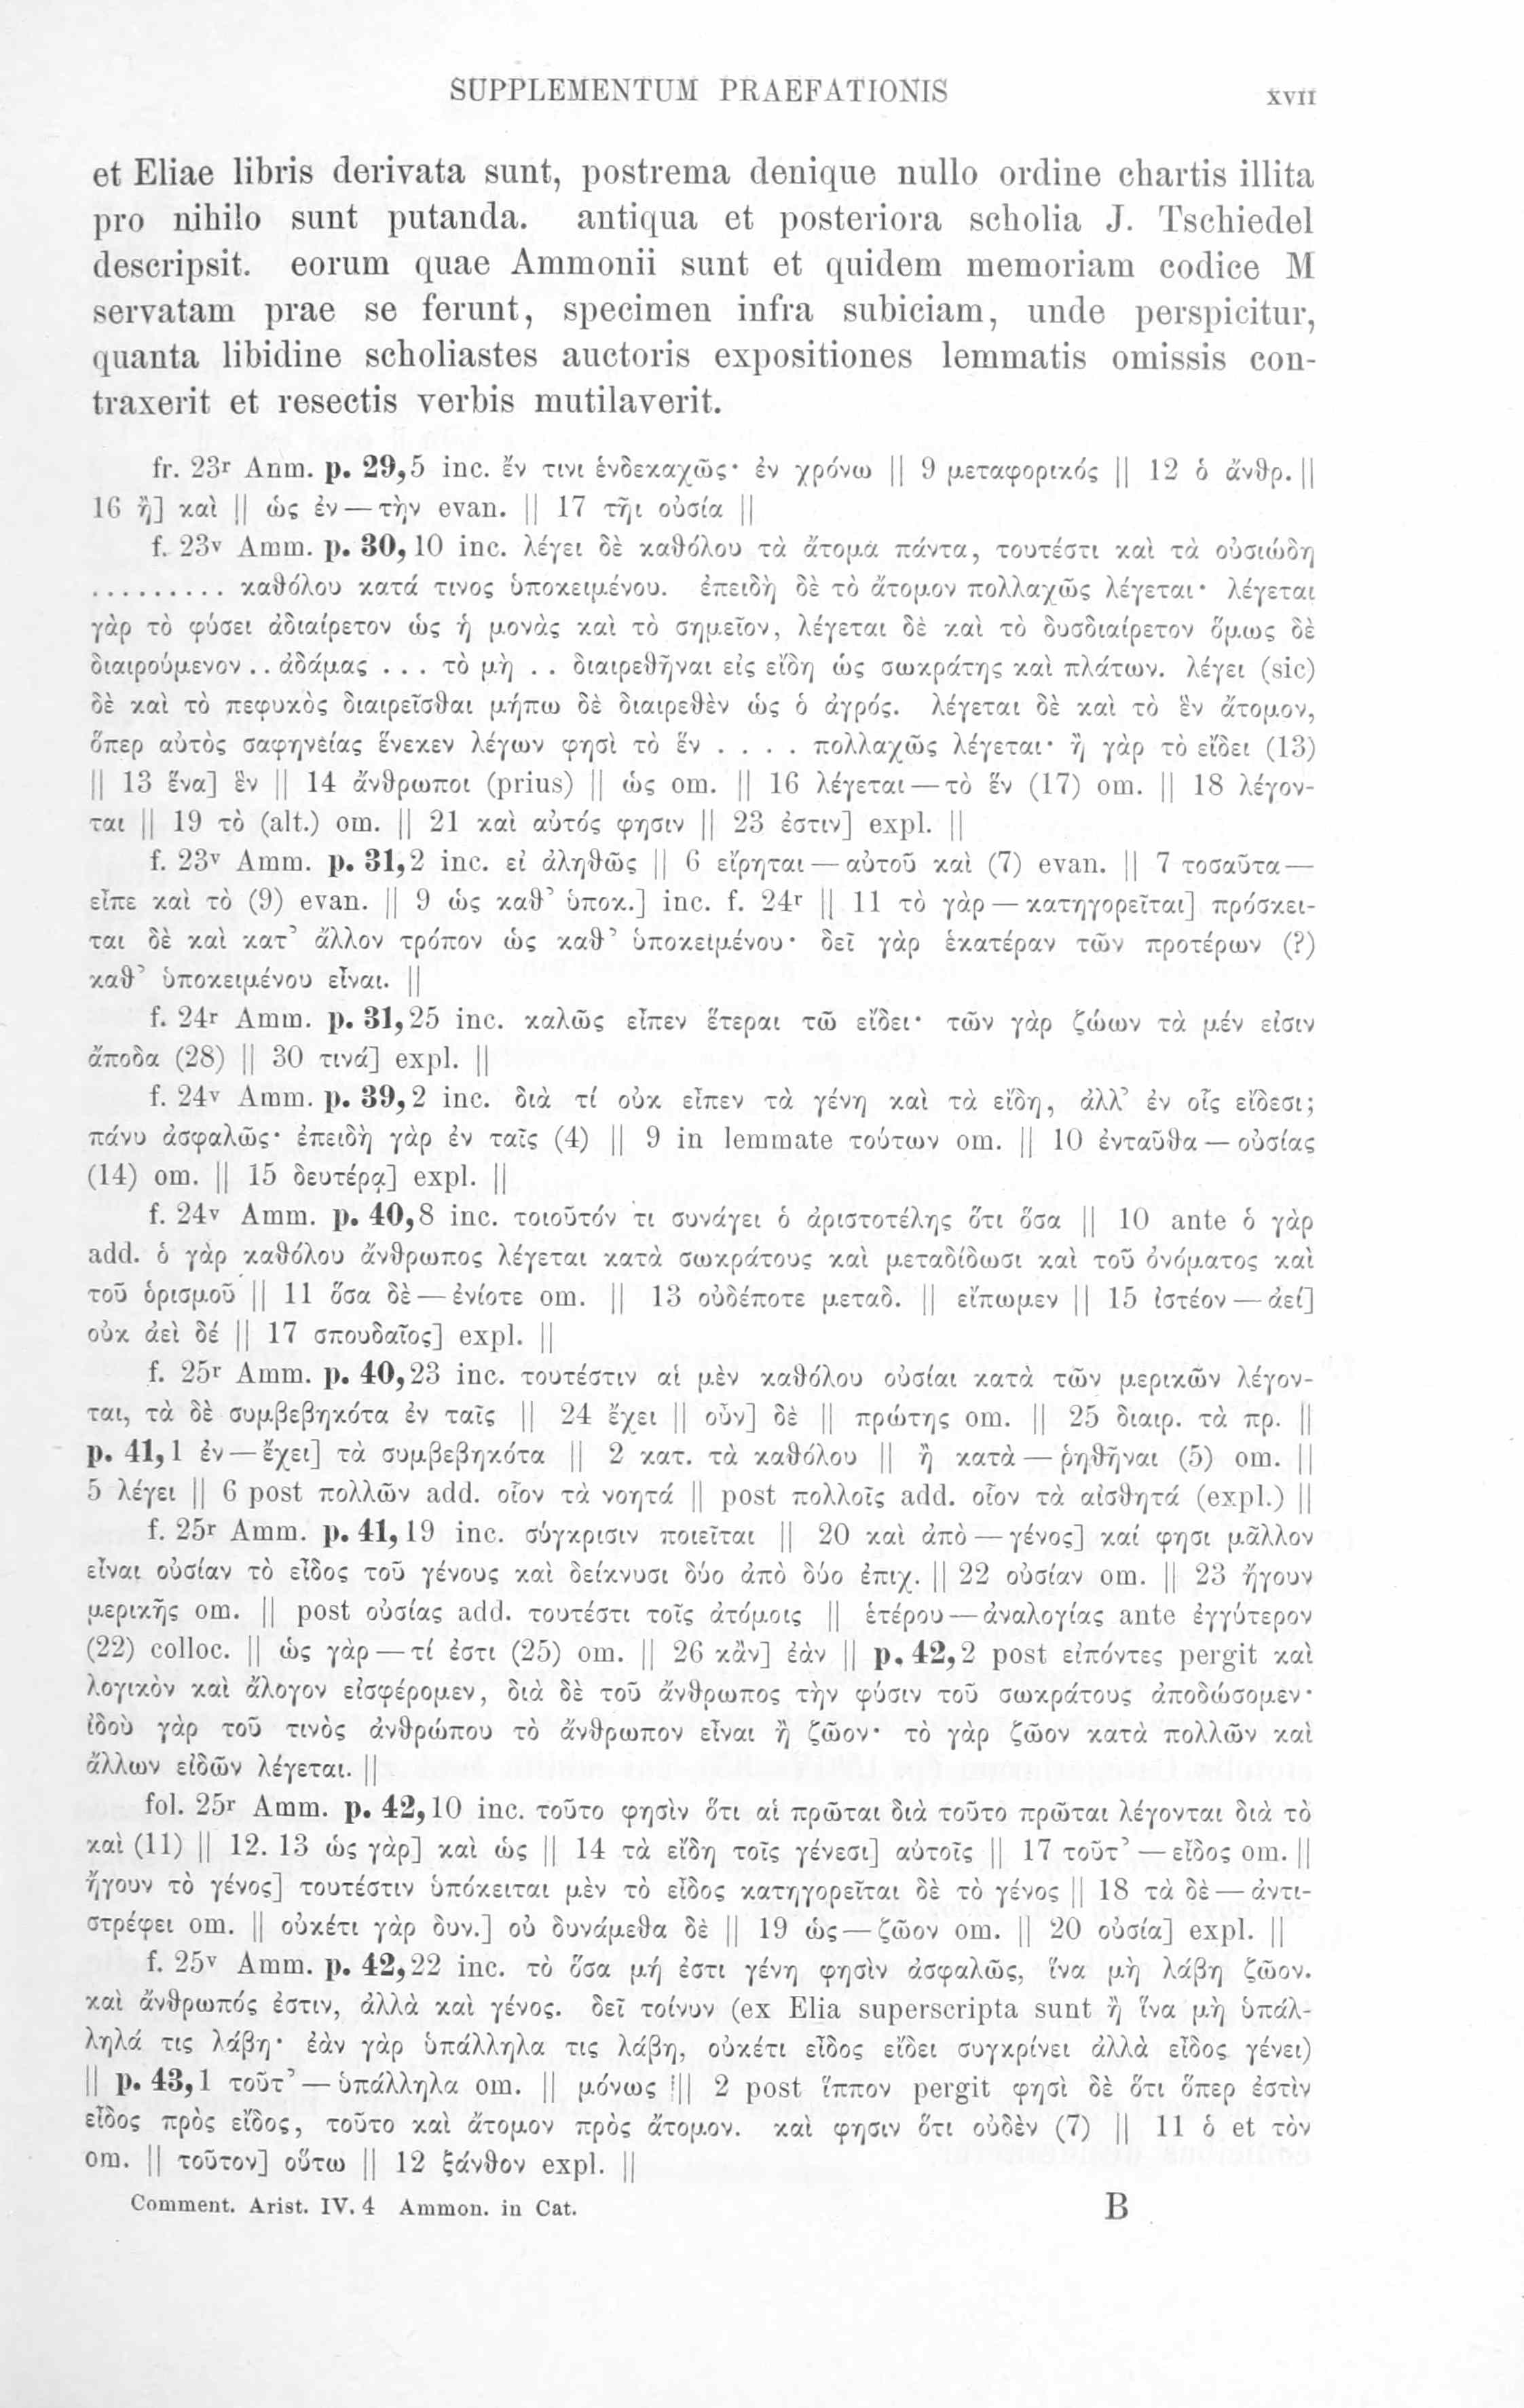 SUPPLEMENTUM PRAEFATIONIS XVII
et Eliae libris derivata sunt, postrema denique nullo ordine chartis illita
pro nihilo sunt putanda. antiqua et posteriora scholia J. Tschiedel
descripsit. eorum quae Ammonii sunt et quidem memoriam codice M
servatam prae se ferunt, specimen infra subiciam, unde perspicitur,
quanta libidine scholiastes auctoris expositiones lemmatis omissis con-
traxerit et resectis verbis mutilaverit.
fr. 23r Anm. p. 29,5 inc. ἔν τινι ἑνδεκαχῶς· ἐν χρόνω || 9 μεταφορικός || 12 ὁ ἄνθρ. ||
16 ἢ] καὶ || ὡς ἐν — τὴν evan. || 17 τῆι οὐσία ||
f. 23v Amm. p. 30,10 inc. λέγει δὲ καθόλου τὰ ἄτομα πάντα, τουτέστι καὶ τὰ οὐσιώδη
......... καθόλου κατά τινος ὑποκειμένου. ἐπειδὴ δὲ τὸ ἄτομον πολλαχῶς λέγεται· λέγεται
γὰρ τὸ φύσει ἀδιαίρετον ὡς ἡ μονὰς καὶ τὸ σημεῖον, λέγεται δὲ καὶ τὸ δυσδιαίρετον ὅμως δὲ
διαιρούμενον .. ἀδάμας ... τὸ μὴ .. διαιρεθῆναι εἰς εἴδη ὡς σωκράτης καὶ πλάτων. λέγει (sic)
δὲ καὶ τὸ πεφυκὸς διαιρεῖσθαι μήπω δὲ διαιρεθὲν ὡς ὁ ἀγρός. λέγεται δὲ καὶ τὸ ἓν ἄτομον,
ὅπερ αὐτὸς σαφηνείας ἕνεκεν λέγων φησὶ τὸ ἕν .... πολλαχῶς λέγεται· ἢ γὰρ τὸ εἴδει (13)
|| 13 ἕνα] ἓν || 14 ἄνθρωποι (prius) || ὡς om. || 16 λέγεται — τὸ ἕν (17) om. || 18 λέγον-
ται || 19 τὸ (alt.) om. || 21 καὶ αὐτός φησιν || 23 ἐστιν] expl. ||
f. 23v Amm. p. 31,2 inc. εἰ ἀληθῶς || 6 εἴρηται — αὐτοῦ καὶ (7) evan. || 7 τοσαῦτα —
εἶπε καὶ τὸ (9) evan. || 9 ὡς καθ’ ὑποκ.] inc. f. 24r || 11 τὸ γὰρ — κατηγορεῖται] πρόσκει-
ται δὲ καὶ κατ’ ἄλλον τρόπον ὡς καθ’ ὑποκειμένου· δεῖ γὰρ ἑκατέραν τῶν προτέρων (?)
καθ’ ὑποκειμένου εἶναι. ||
f. 24r Amm. p. 31,25 inc. καλῶς εἶπεν ἕτεραι τῶ εἴδει· τῶν γὰρ ζώων τὰ μέν εἰσιν
ἄποδα (28) || 30 τινά] expl. ||
f. 24v Amm. p. 39,2 inc. διὰ τί οὐκ εἶπεν τὰ γένη καὶ τὰ εἴδη, ἀλλ’ ἐν οἷς εἴδεσι;
πάνυ ἀσφαλῶς· ἐπειδὴ γὰρ ἐν ταῖς (4) || 9 in lemmate τούτων om. || 10 ἐνταῦθα — οὐσίας
(14) om. || 15 δευτέρᾳ] expl. ||
f. 24v Amm. p. 40,8 inc. τοιοῦτόν τι συνάγει ὁ ἀριστοτέλης ὅτι ὅσα || 10 ante ὁ γὰρ
add. ὁ γὰρ καθόλου ἄνθρωπος λέγεται κατὰ σωκράτους καὶ μεταδίδωσι καὶ τοῦ ὀνόματος καὶ
τοῦ ὁρισμοῦ || 11 ὅσα δὲ — ἐνίοτε om. || 13 οὐδέποτε μεταδ. || εἴπωμεν || 15 ἰστέον — ἀεί]
οὐκ ἀεὶ δέ || 17 σπουδαῖος] expl. ||
f. 25r Amm. p. 40,23 inc. τουτέστιν αἱ μὲν καθόλου οὐσίαι κατὰ τῶν μερικῶν λέγον-
ται, τὰ δὲ συμβεβηκότα ἐν ταῖς || 24 ἔχει || οὖν] δὲ || πρώτης om. || 25 διαιρ. τὰ πρ. ||
p. 41,1 ἐν — ἔχει] τὰ συμβεβηκότα || 2 κατ. τὰ καθόλου || ἢ κατὰ — ῥηθῆναι (5) om. ||
5 λέγει || 6 post πολλῶν add. οἷον τὰ νοητά || post πολλοῖς add. οἷον τὰ αἰσθητά (expl.) ||
f. 25r Amm. p. 41,19 inc. σύγκρισιν ποιεῖται || 20 καὶ ἀπὸ — γένος] καί φησι μᾶλλον
εἶναι οὐσίαν τὸ εἶδος τοῦ γένους καὶ δείκνυσι δύο ἀπὸ δύο ἐπιχ. || 22 οὐσίαν om. || 23 ἤγουν
μερικῆς om. || post οὐσίας add. τουτέστι τοῖς ἀτόμοις || ἑτέρου — ἀναλογίας ante ἐγγύτερον
(22) colloc. || ὡς γὰρ — τί ἐστι (25) om. || 26 κἂν] ἐὰν || p. 42,2 post εἰπόντες pergit καὶ
λογικὸν καὶ ἄλογον εἰσφέρομεν, διὰ δὲ τοῦ ἄνθρωπος τὴν φύσιν τοῦ σωκράτους ἀποδώσομεν·
ἰδοὺ γὰρ τοῦ τινὸς ἀνθρώπου τὸ ἄνθρωπον εἶναι ἢ ζῶον· τὸ γὰρ ζῶον κατὰ πολλῶν καὶ
ἄλλων εἰδῶν λέγεται. ||
fol. 25r Amm. p. 42,10 inc. τοῦτο φησὶν ὅτι αἱ πρῶται διὰ τοῦτο πρῶται λέγονται διὰ τὸ
καὶ (11) || 12. 13 ὡς γὰρ] καὶ ὡς || 14 τὰ εἴδη τοῖς γένεσι] αὐτοῖς || 17 τοῦτ’ — εἶδος om. ||
ἤγουν τὸ γένος] τουτέστιν ὑπόκειται μὲν τὸ εἶδος κατηγορεῖται δὲ τὸ γένος || 18 τὰ δὲ — ἀντι-
στρέφει om. || οὐκέτι γὰρ δυν.] οὐ δυνάμεθα δὲ || 19 ὡς — ζῶον om. || 20 οὐσία] expl. ||
f. 25v Amm. p. 42,22 inc. τὸ ὅσα μή ἐστι γένη φησὶν ἀσφαλῶς, ἵνα μὴ λάβη ζῶον.
καὶ ἄνθρωπός ἐστιν, ἀλλὰ καὶ γένος. δεῖ τοίνυν (ex Elia superscripta sunt ἢ ἵνα μὴ ὑπάλ-
ληλά τις λάβη· ἐὰν γὰρ ὑπάλληλα τις λάβη, οὐκέτι εἶδος εἴδει συγκρίνει ἀλλὰ εἶδος γένει)
|| p. 43,1 τοῦτ’ — ὑπάλληλα om. || μόνως || 2 post ἵππον pergit φησὶ δὲ ὅτι ὅπερ ἐστὶν
εἶδος πρὸς εἶδος, τοῦτο καὶ ἄτομον πρὸς ἄτομον. καὶ φησιν ὅτι οὐδὲν (7) || 11 ὁ et τὸν
om. || τοῦτον] οὕτω || 12 ξάνθον expl. ||
Comment. Arist. IV. 4 Ammon. in Cat. B